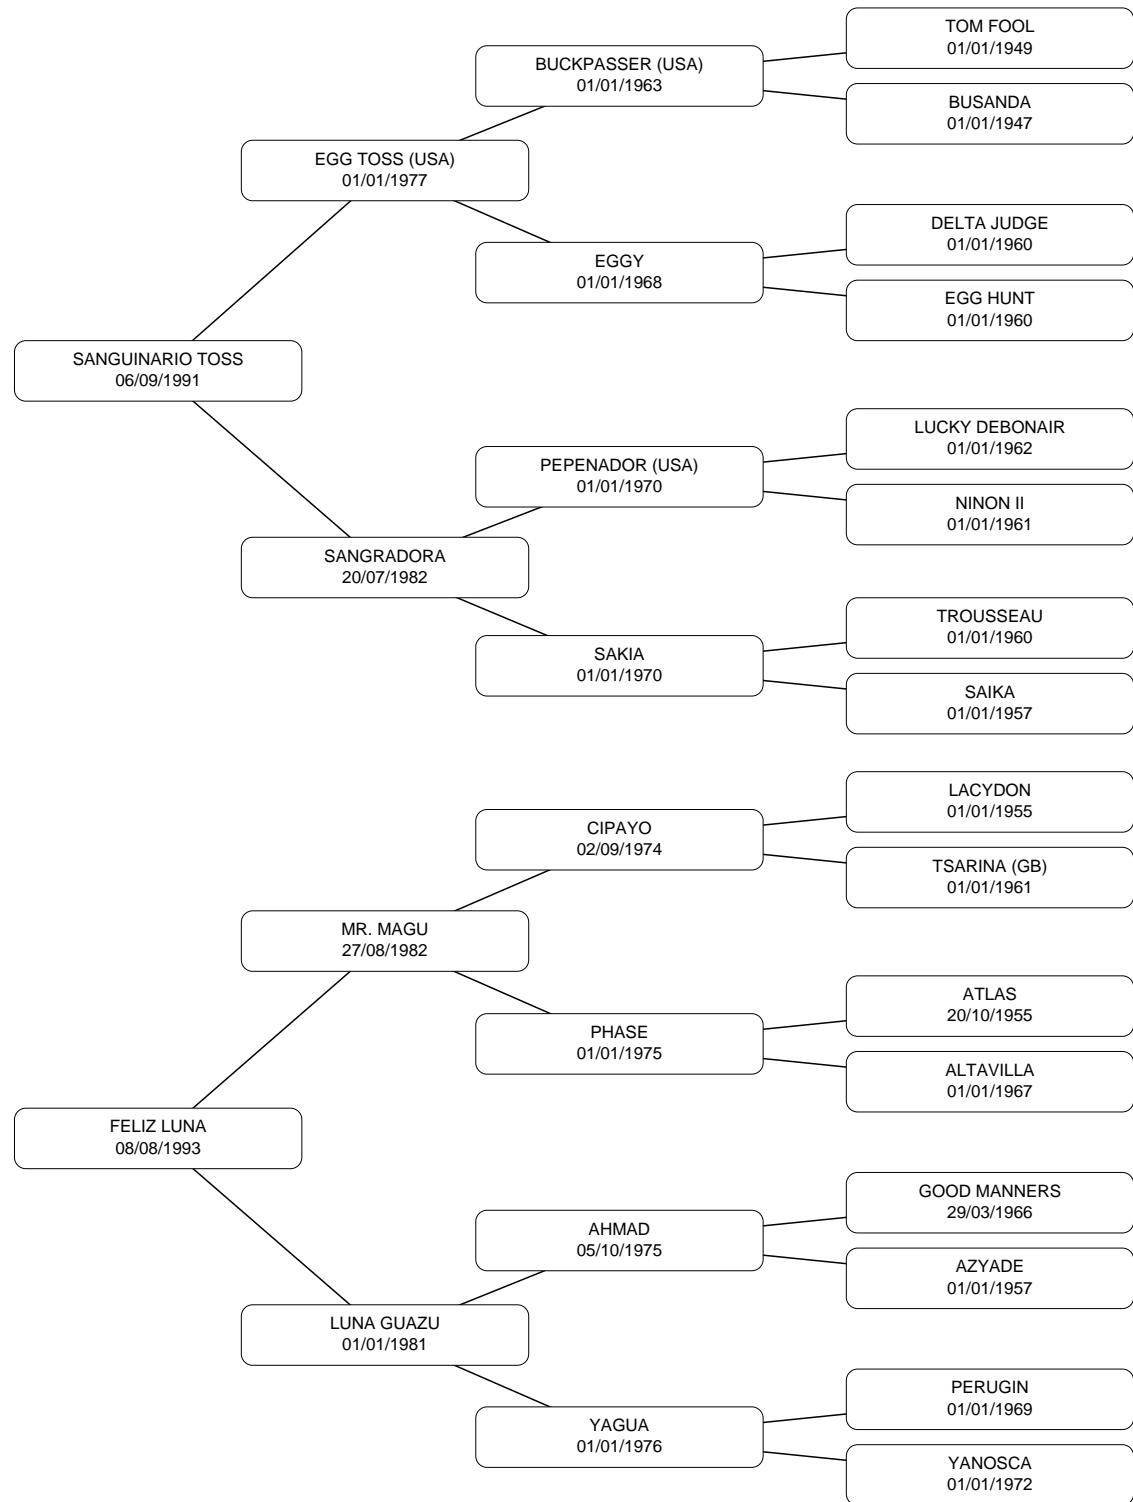 TOM FOOL
01/01/1949
BUCKPASSER (USA)
01/01/1963
BUSANDA
01/01/1947
EGG TOSS (USA)
01/01/1977
DELTA JUDGE
01/01/1960
EGGY
01/01/1968
EGG HUNT
01/01/1960
SANGUINARIO TOSS
06/09/1991
LUCKY DEBONAIR
01/01/1962
PEPENADOR (USA)
01/01/1970
NINON II
01/01/1961
SANGRADORA
20/07/1982
TROUSSEAU
01/01/1960
SAKIA
01/01/1970
SAIKA
01/01/1957
LACYDON
01/01/1955
CIPAYO
02/09/1974
TSARINA (GB)
01/01/1961
MR. MAGU
27/08/1982
ATLAS
20/10/1955
PHASE
01/01/1975
ALTAVILLA
01/01/1967
FELIZ LUNA
08/08/1993
GOOD MANNERS
29/03/1966
AHMAD
05/10/1975
AZYADE
01/01/1957
LUNA GUAZU
01/01/1981
PERUGIN
01/01/1969
YAGUA
01/01/1976
YANOSCA
01/01/1972